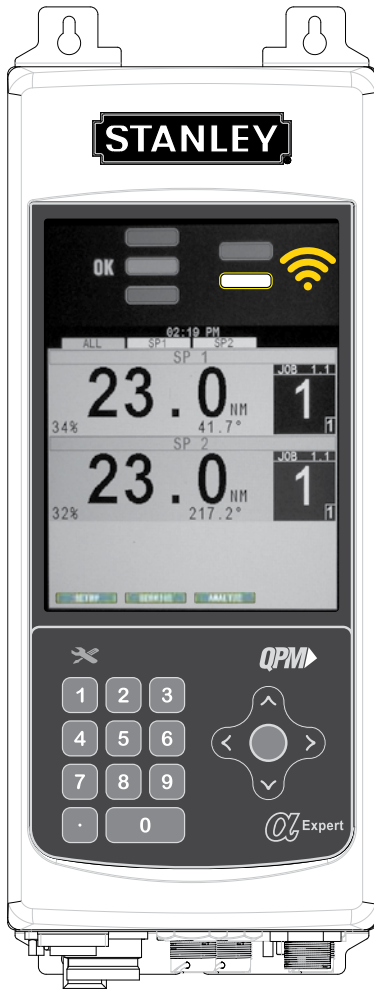 STANLEY
OK
02:19 PM
ALL SP1 SP2
SP 1
JOB 1.1
23.0 NM
1
34% 41.7° 1
SP 2
JOB 1.1
23.0 NM
1
32% 217.2° 1
SETUP SERVICE ANALYZE
QPM
1 2 3
4 5 6
7 8 9
. 0
α Expert